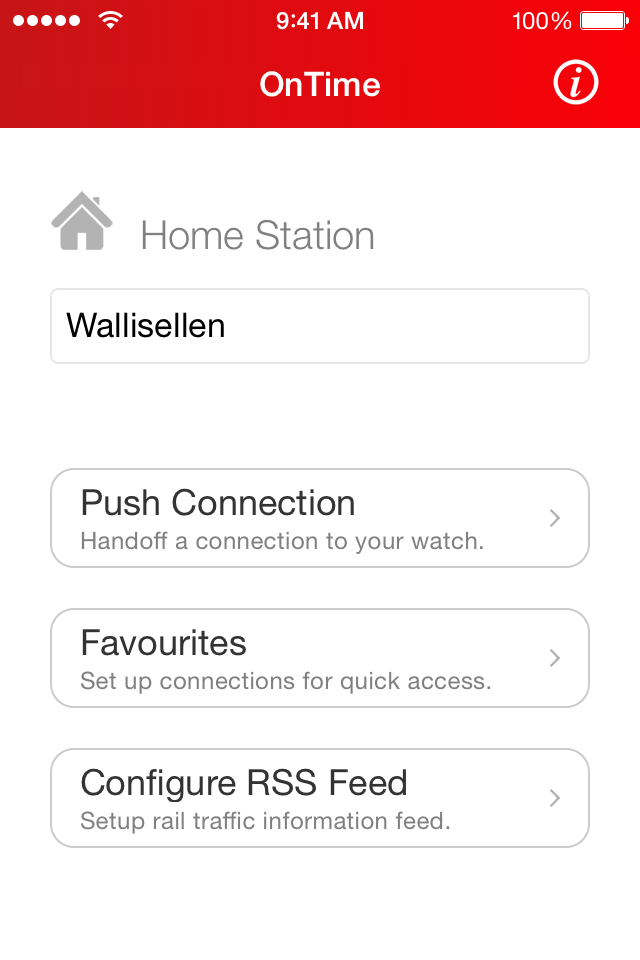 9:41 AM 100%
OnTime
Home Station
Wallisellen
Push Connection
Handoff a connection to your watch.
Favourites
Set up connections for quick access.
Configure RSS Feed
Setup rail traffic information feed.